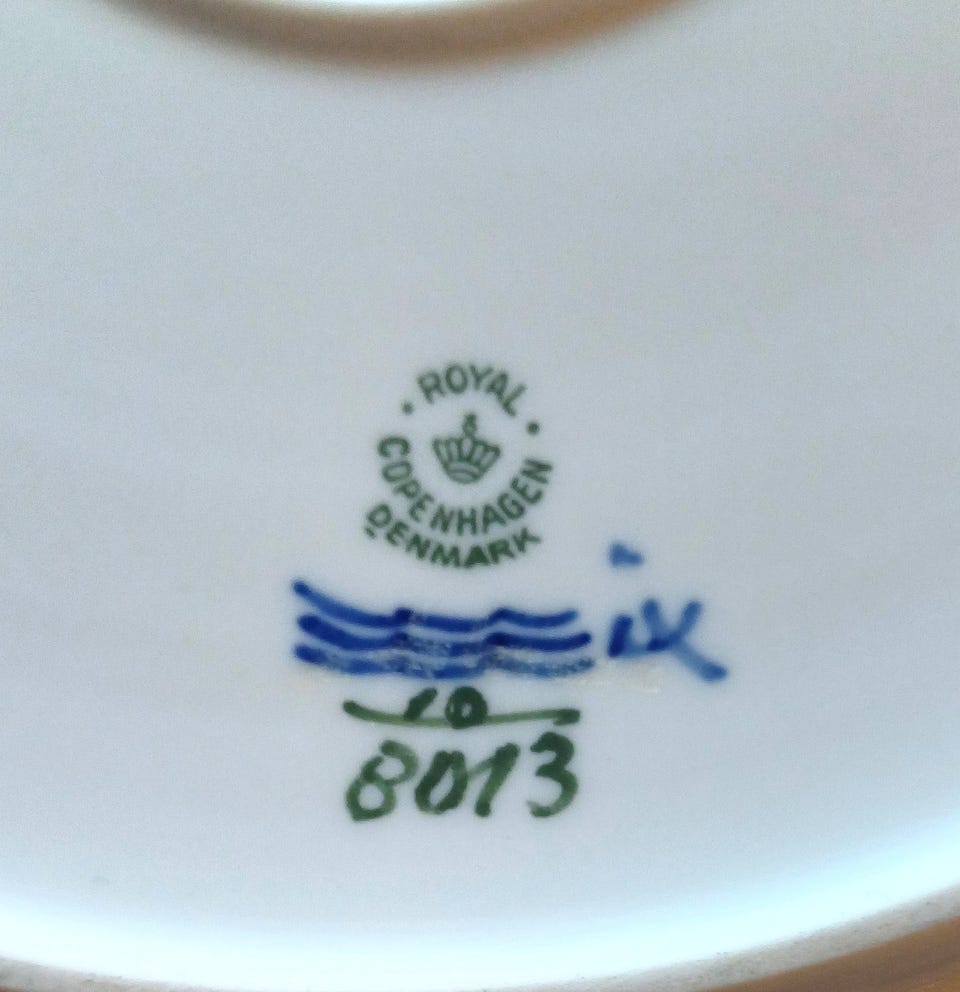 ROYAL
COPENHAGEN
DENMARK
10
8013